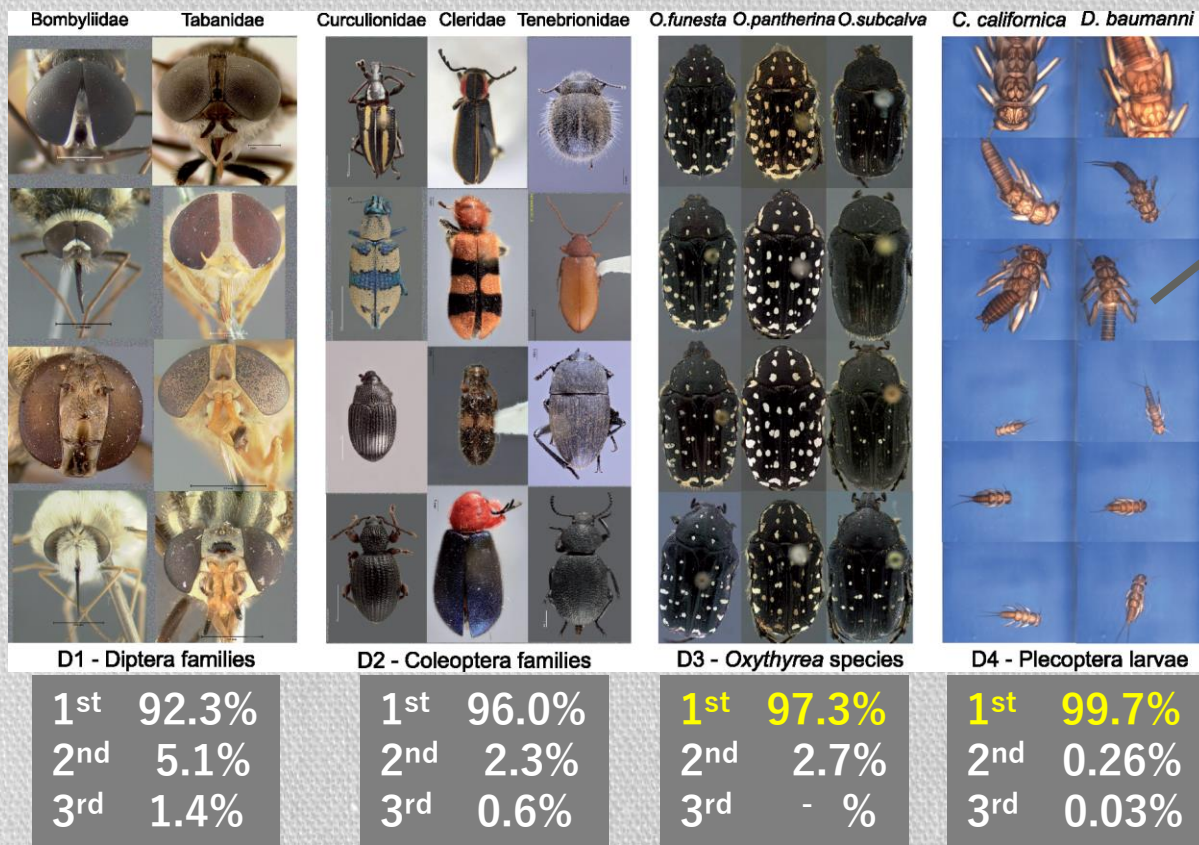 Bombyliidae Tabanidae
Curculionidae Cleridae Tenebrionidae
O.funesta O.pantherina O.subcalva
C. californica D. baumanni
D1 - Diptera families
D2 - Coleoptera families
D3 - Oxythyrea species
D4 - Plecoptera larvae
1st 92.3%
2nd 5.1%
3rd 1.4%
1st 96.0%
2nd 2.3%
3rd 0.6%
1st 97.3%
2nd 2.7%
3rd - %
1st 99.7%
2nd 0.26%
3rd 0.03%